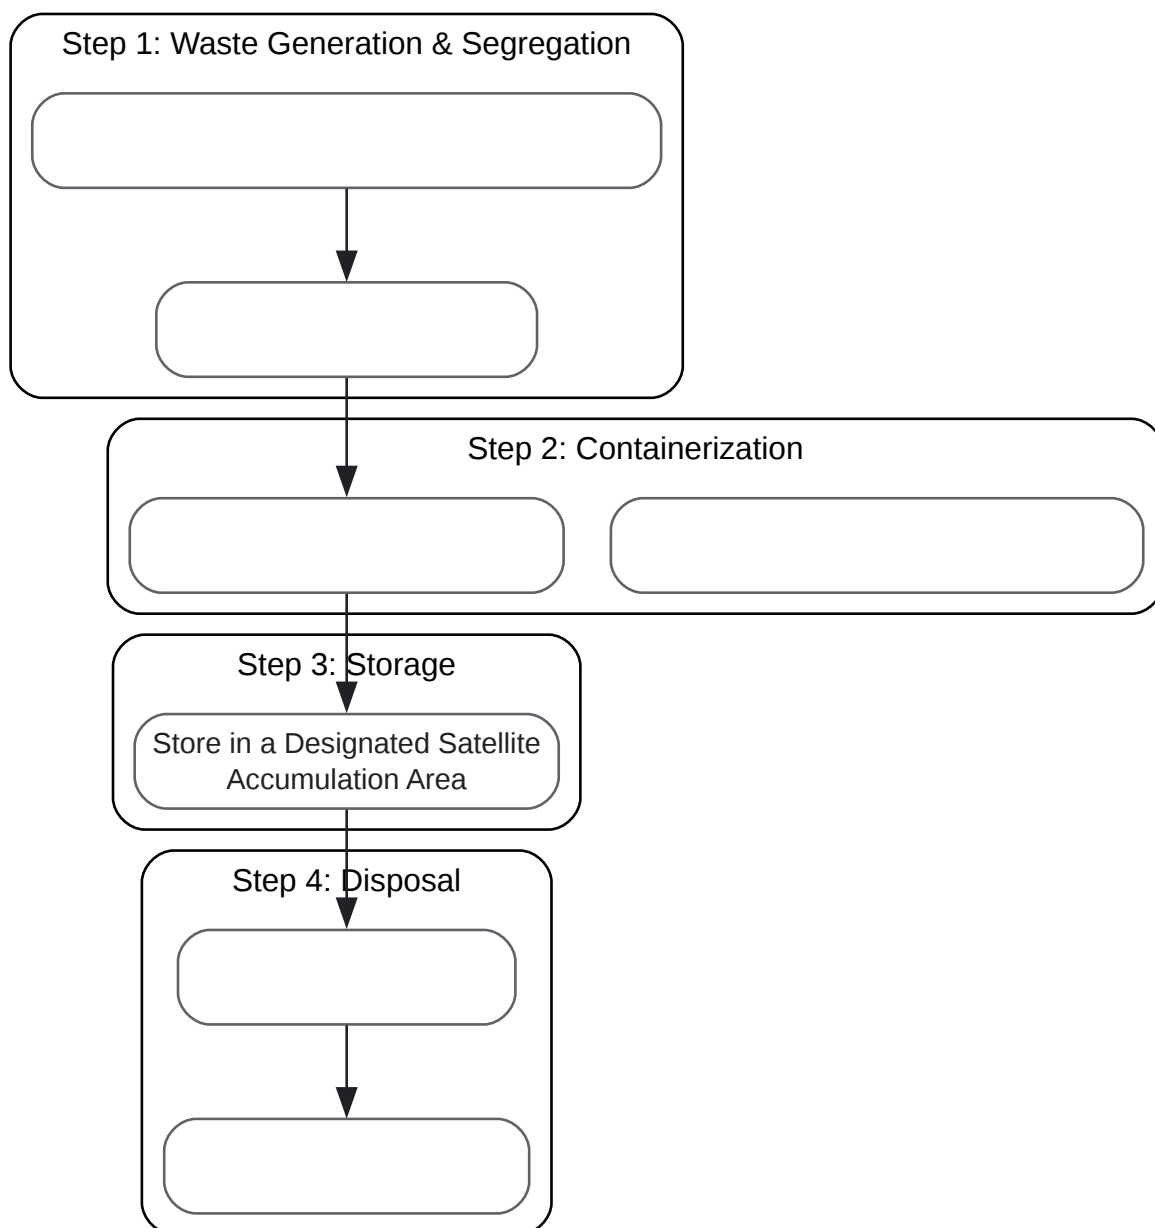 Step 1: Waste Generation & Segregation
Step 2: Containerization
Step 3: Storage
Store in a Designated Satellite
Accumulation Area
Step 4: Disposal